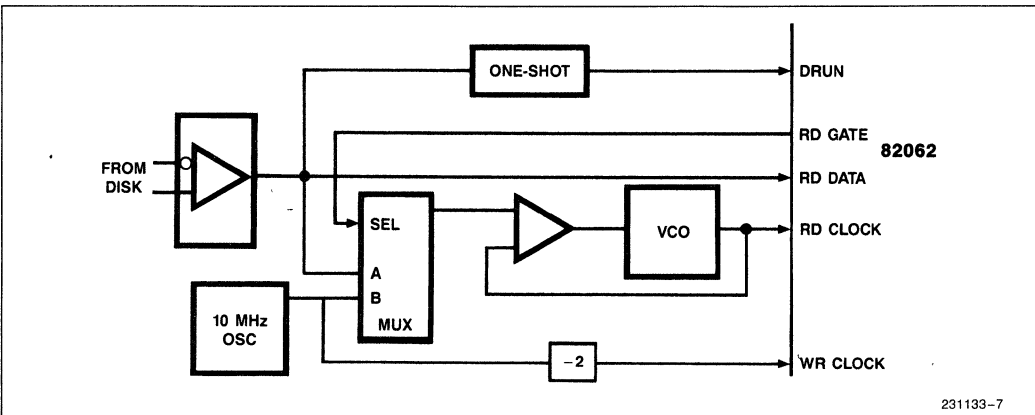 ONE-SHOT
DRUN
RD GATE
82062
FROM
DISK
RD DATA
SEL
VCO
RD CLOCK
A
B
10 MHz
OSC
MUX
–2
WR CLOCK
231133–7